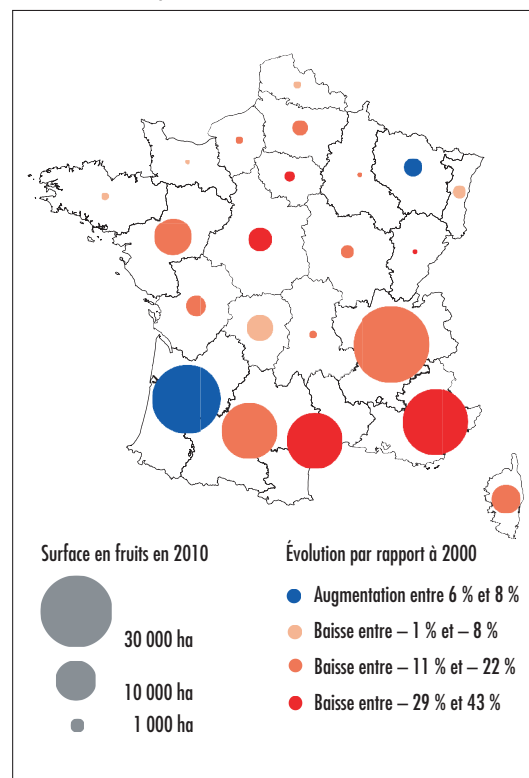 Surface en fruits en 2010
30 000 ha
10 000 ha
1 000 ha
Évolution par rapport à 2000
Augmentation entre 6 % et 8 %
Baisse entre – 1 % et – 8 %
Baisse entre – 11 % et – 22 %
Baisse entre – 29 % et 43 %